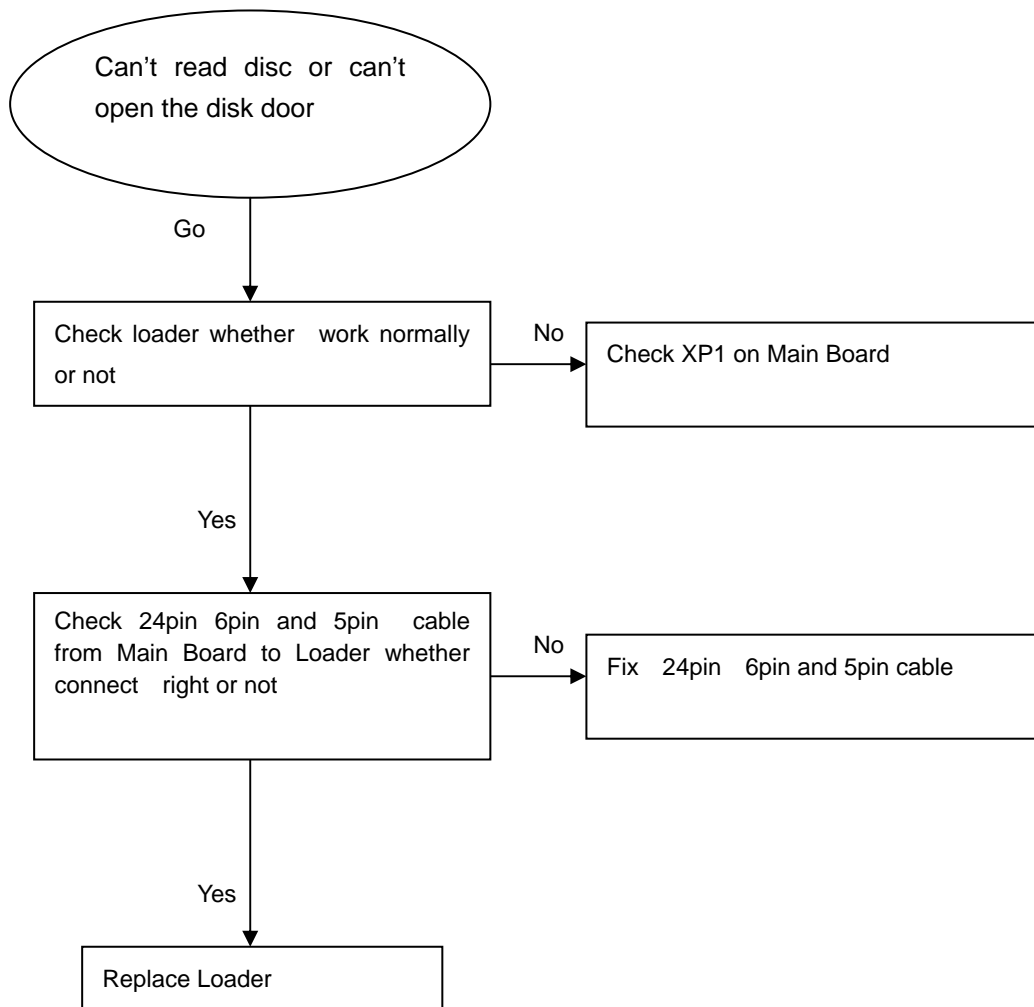 Can't read disc or can't
open the disk door
Go
Check loader whether work normally
or not
No
Check XP1 on Main Board
Yes
Check 24pin 6pin and 5pin cable
from Main Board to Loader whether
connect right or not
No
Fix 24pin 6pin and 5pin cable
Yes
Replace Loader